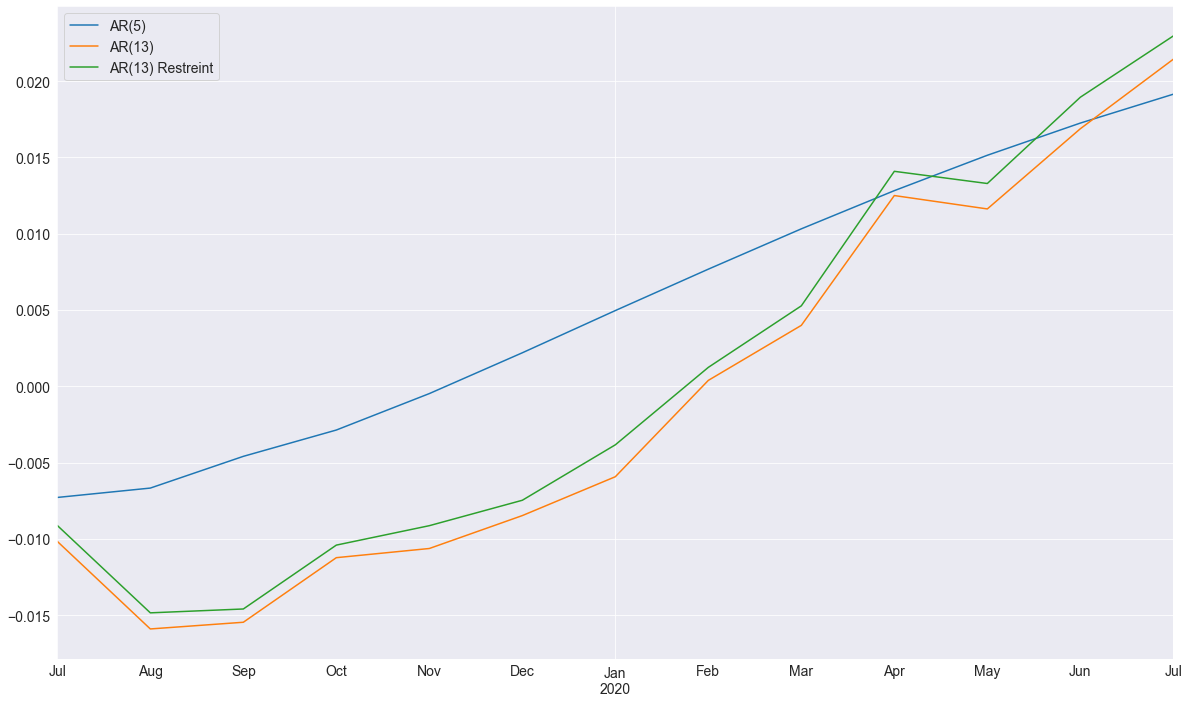 AR(5)
AR(13)
AR(13) Restreint
0.020
0.015
0.010
0.005
0.000
−0.005
−0.010
−0.015
Jul Aug Sep Oct Nov Dec Jan Feb Mar Apr May Jun Jul
2020